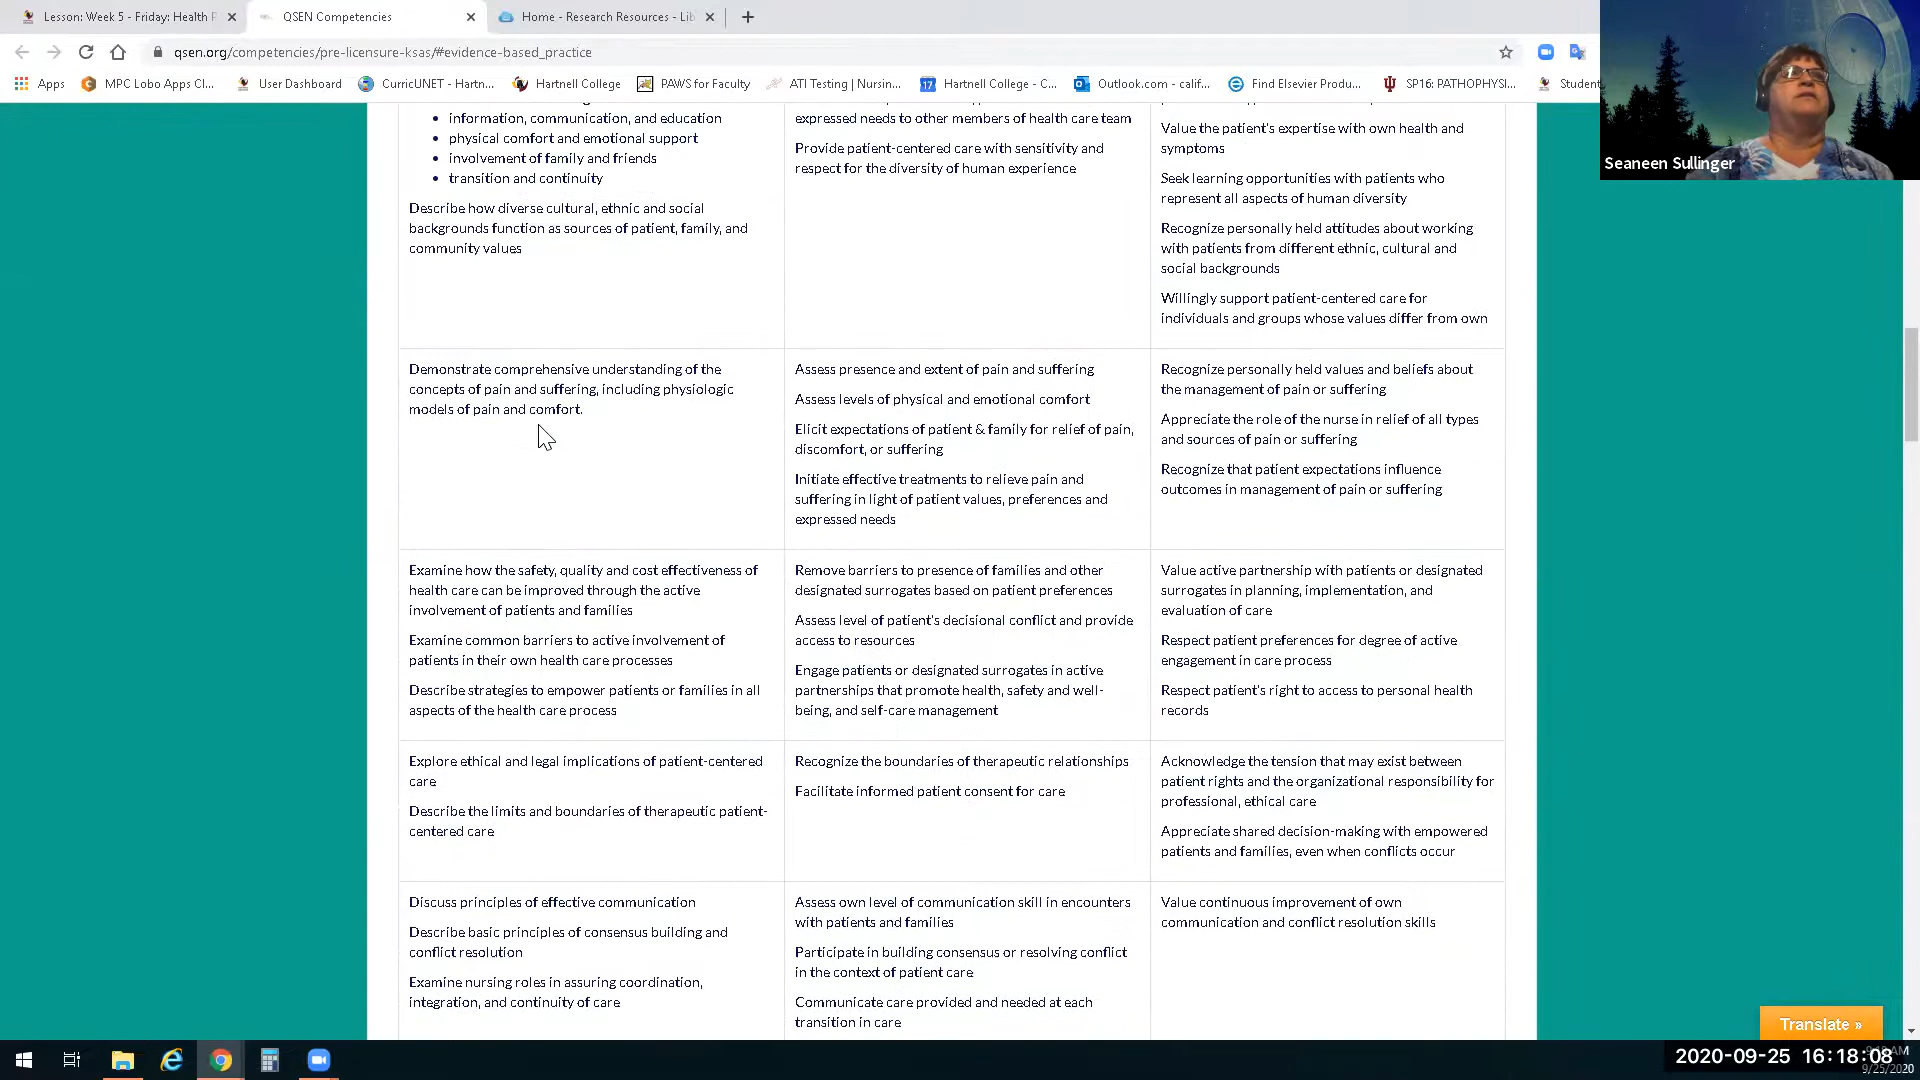 Lesson: Week 5 - Friday: Health P
QSEN Competencies
Home - Research Resources - Lib
qsen.org/competencies/pre-licensure-ksas/#evidence-based_practice
Apps
MPC Lobo Apps Cl...
User Dashboard
CurricUNET - Hartn...
Hartnell College
PAWS for Faculty
ATI Testing | Nursin...
17
Hartnell College - C...
Outlook.com - calif...
Find Elsevier Produ...
SP16: PATHOPHYSI...
Student
Seaneen Sullinger
• information, communication, and education
• physical comfort and emotional support
• involvement of family and friends
• transition and continuity
Describe how diverse cultural, ethnic and social
backgrounds function as sources of patient, family, and
community values
expressed needs to other members of health care team
Provide patient-centered care with sensitivity and
respect for the diversity of human experience
Value the patient's expertise with own health and
symptoms
Seek learning opportunities with patients who
represent all aspects of human diversity
Recognize personally held attitudes about working
with patients from different ethnic, cultural and
social backgrounds
Willingly support patient-centered care for
individuals and groups whose values differ from own
Demonstrate comprehensive understanding of the
concepts of pain and suffering, including physiologic
models of pain and comfort.
Assess presence and extent of pain and suffering
Assess levels of physical and emotional comfort
Elicit expectations of patient & family for relief of pain,
discomfort, or suffering
Initiate effective treatments to relieve pain and
suffering in light of patient values, preferences and
expressed needs
Recognize personally held values and beliefs about
the management of pain or suffering
Appreciate the role of the nurse in relief of all types
and sources of pain or suffering
Recognize that patient expectations influence
outcomes in management of pain or suffering
Examine how the safety, quality and cost effectiveness of
health care can be improved through the active
involvement of patients and families
Examine common barriers to active involvement of
patients in their own health care processes
Describe strategies to empower patients or families in all
aspects of the health care process
Remove barriers to presence of families and other
designated surrogates based on patient preferences
Assess level of patient's decisional conflict and provide
access to resources
Engage patients or designated surrogates in active
partnerships that promote health, safety and well-
being, and self-care management
Value active partnership with patients or designated
surrogates in planning, implementation, and
evaluation of care
Respect patient preferences for degree of active
engagement in care process
Respect patient's right to access to personal health
records
Explore ethical and legal implications of patient-centered
care
Describe the limits and boundaries of therapeutic patient-
centered care
Recognize the boundaries of therapeutic relationships
Facilitate informed patient consent for care
Acknowledge the tension that may exist between
patient rights and the organizational responsibility for
professional, ethical care
Appreciate shared decision-making with empowered
patients and families, even when conflicts occur
Discuss principles of effective communication
Describe basic principles of consensus building and
conflict resolution
Examine nursing roles in assuring coordination,
integration, and continuity of care
Assess own level of communication skill in encounters
with patients and families
Participate in building consensus or resolving conflict
in the context of patient care
Communicate care provided and needed at each
transition in care
Value continuous improvement of own
communication and conflict resolution skills
Translate »
2020-09-25 16:18:08
9/25/2020